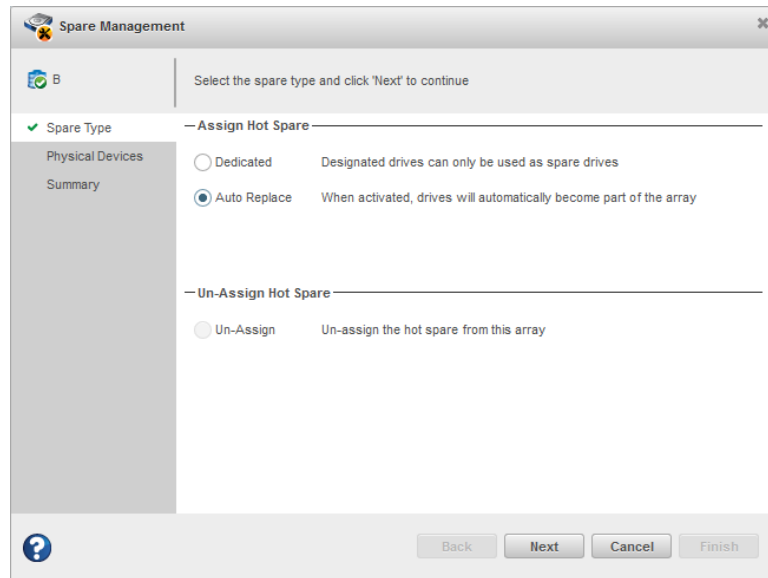 Spare Management
B
Select the spare type and click 'Next' to continue
Spare Type
Physical Devices
Summary
Assign Hot Spare
Dedicated Designated drives can only be used as spare drives
Auto Replace When activated, drives will automatically become part of the array
Un-Assign Hot Spare
Un-Assign Un-assign the hot spare from this array
? Back Next Cancel Finish